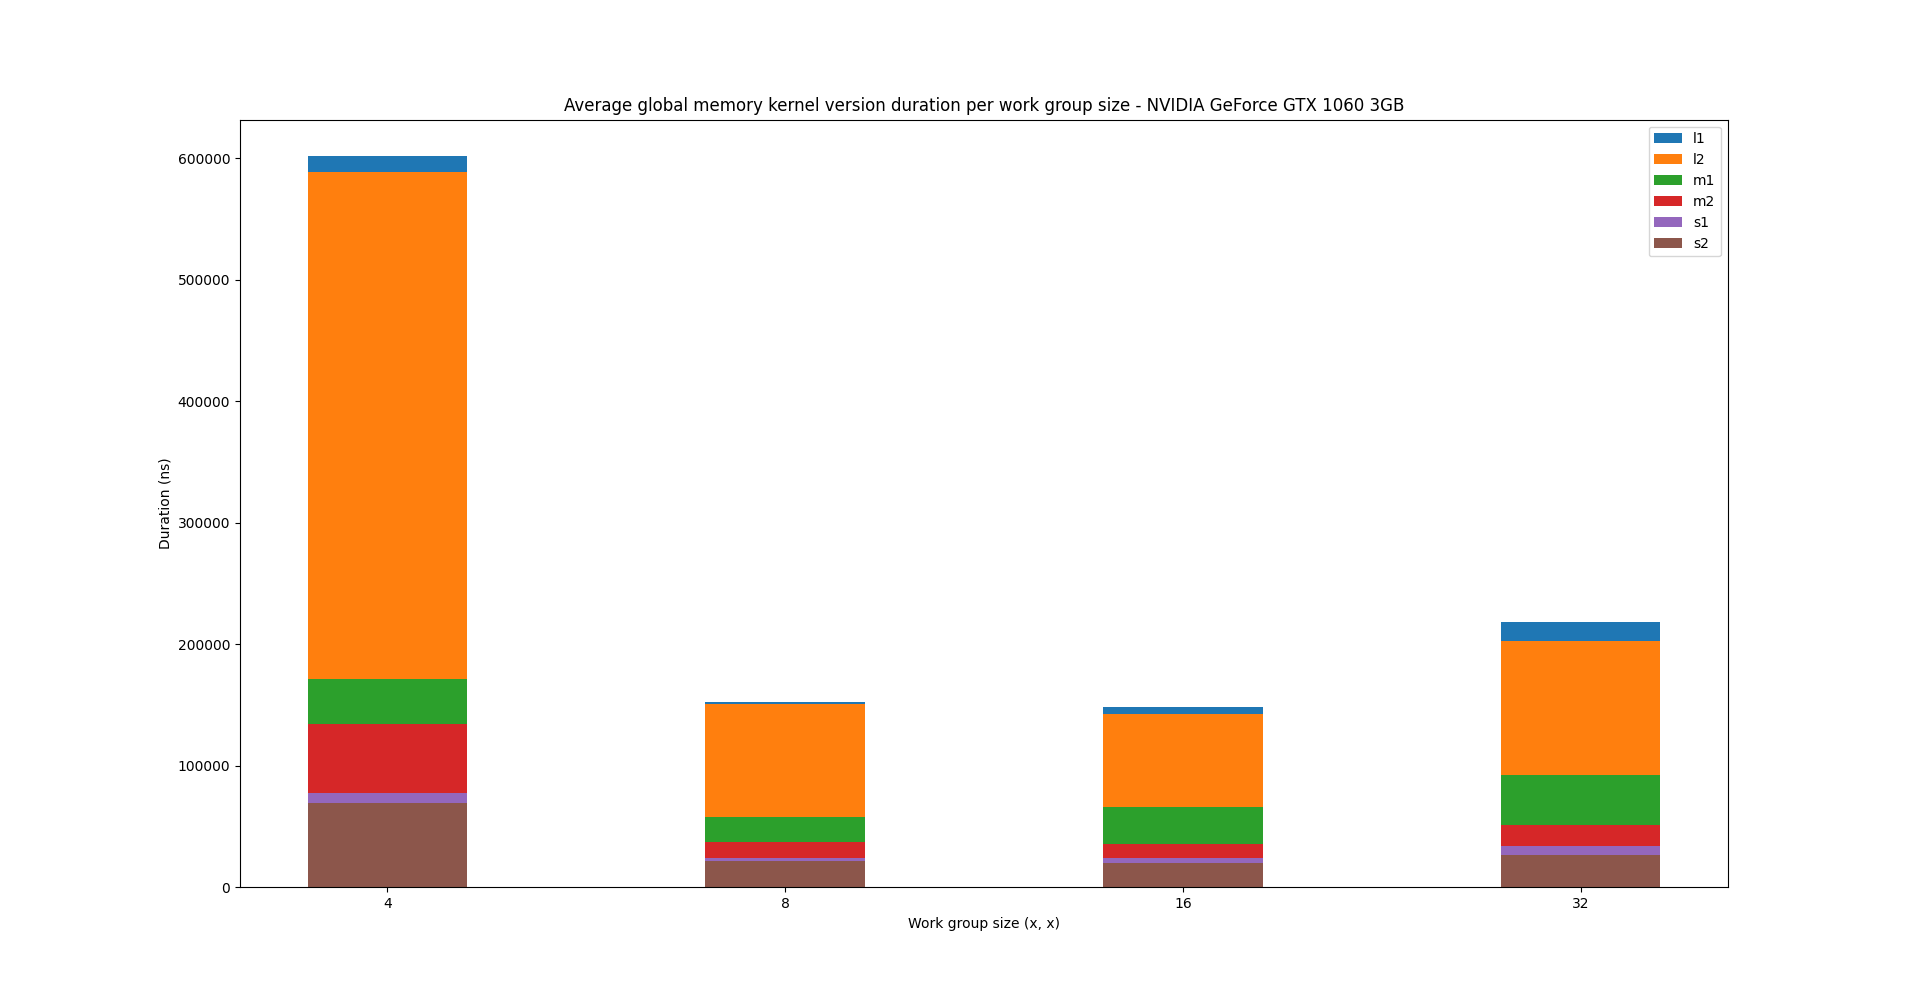 Average global memory kernel version duration per work group size - NVIDIA GeForce GTX 1060 3GB
l1
l2
m1
m2
s1
s2
600000
500000
400000
300000
200000
100000
0
Duration (ns)
4 8 16 32
Work group size (x, x)